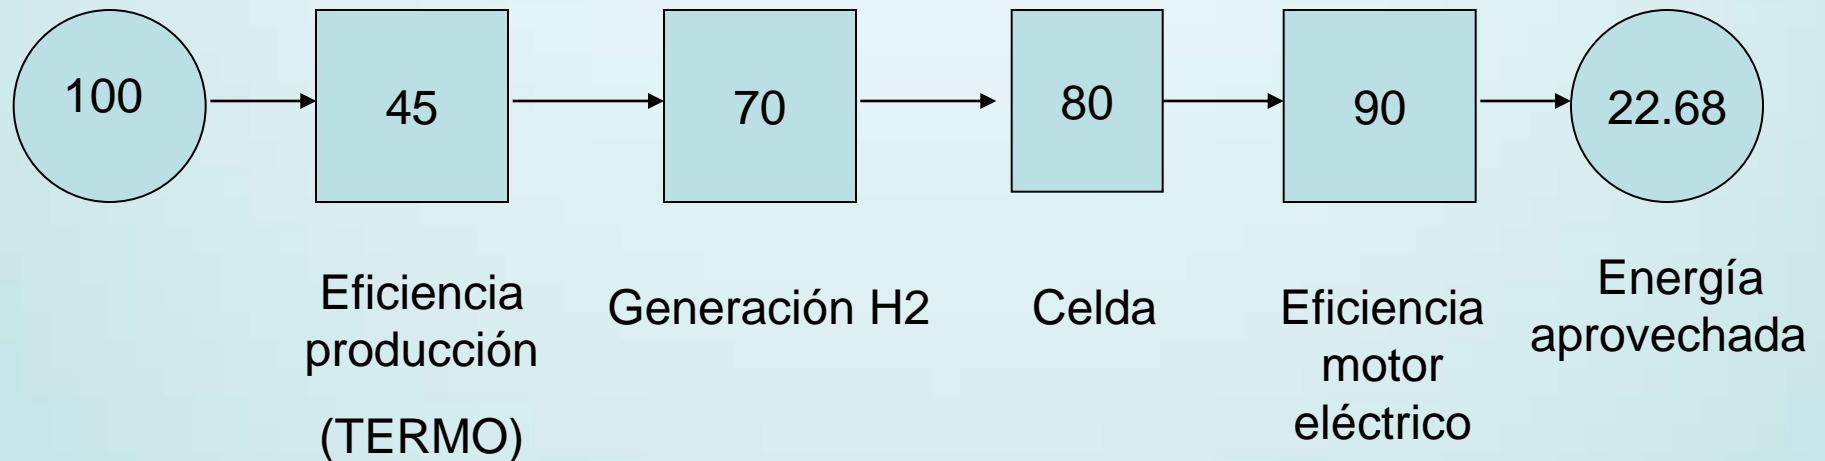 100
45
70
80
90
22.68
Eficiencia
producción
(TERMO)
Generación H2
Celda
Eficiencia
motor
eléctrico
Energía
aprovechada